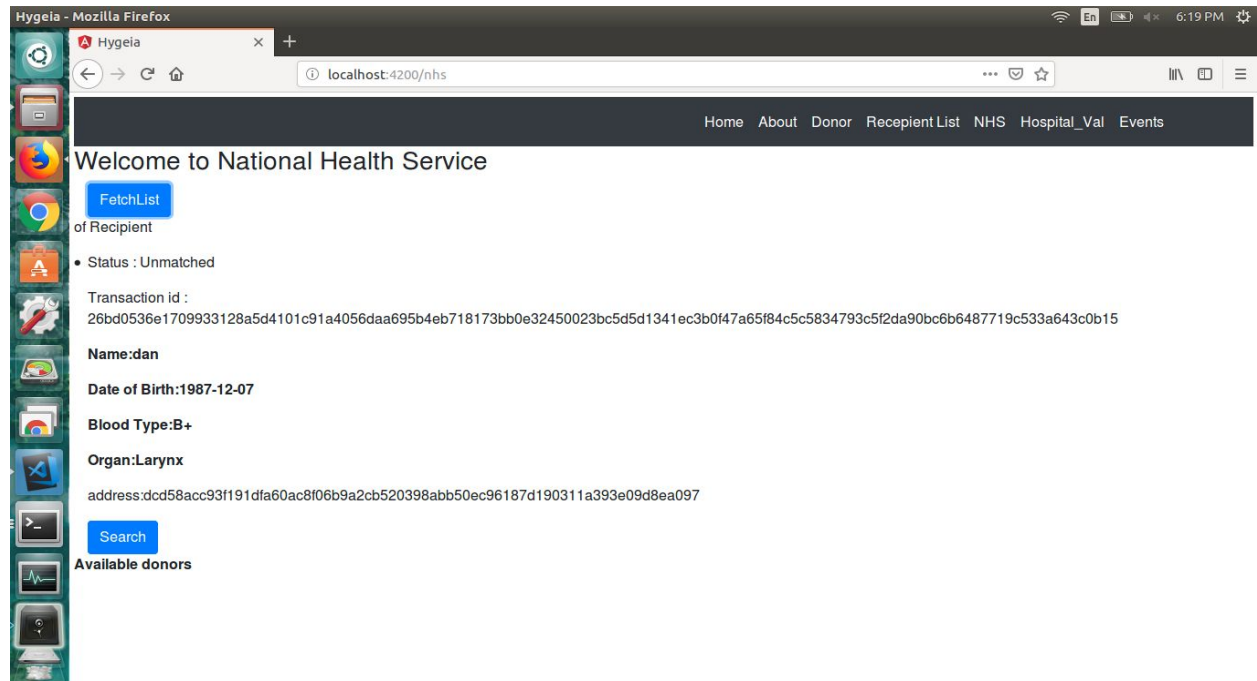 Hygeia - Mozilla Firefox
En
6:19 PM
Hygeia
localhost:4200/nhs
Home About Donor Recepient List NHS Hospital_Val Events
Welcome to National Health Service
FetchList
of Recipient
• Status : Unmatched
Transaction id :
26bd0536e1709933128a5d4101c91a4056daa695b4eb718173bb0e32450023bc5d5d1341ec3b0f47a65f84c5c5834793c5f2da90bc6b6487719c533a643c0b15
Name:dan
Date of Birth:1987-12-07
Blood Type:B+
Organ:Larynx
address:dcd58acc93f191dfa60ac8f06b9a2cb520398abb50ec96187d190311a393e09d8ea097
Search
Available donors